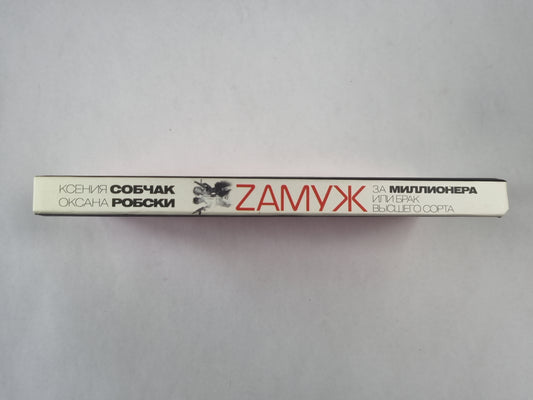 КСЕНИЯ СОБЧАК
ОКСАНА РОБСКИ
ZАМУЖ
ЗА МИЛЛИОНЕРА
ИЛИ БРАК
ВЫСШЕГО СОРТА